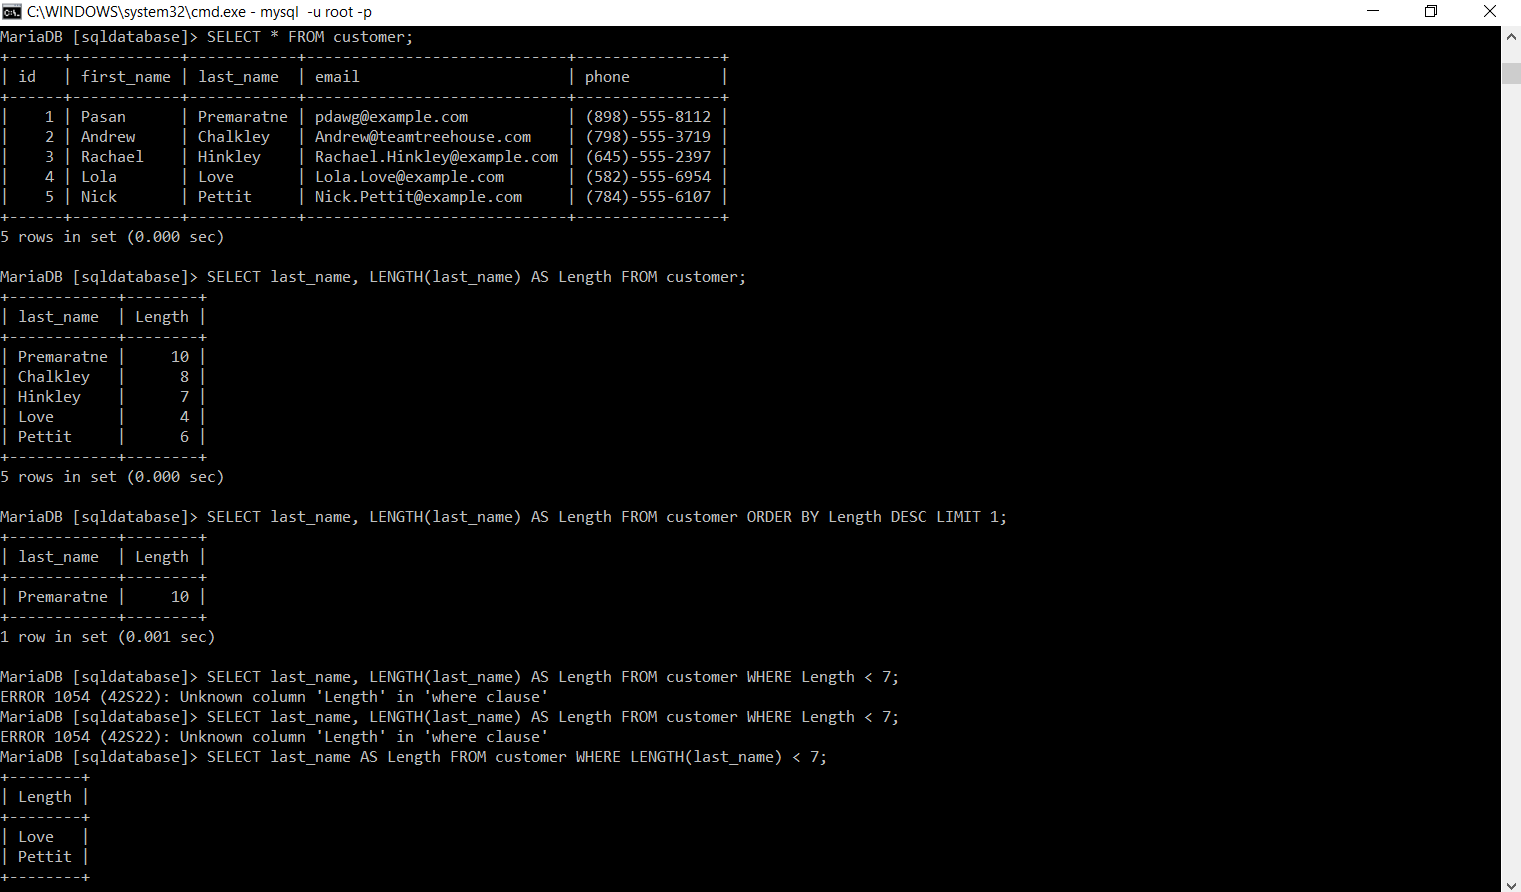 C:\WINDOWS\system32\cmd.exe - mysql  -u root -p
MariaDB [sqldatabase]> SELECT * FROM customer;
+------+------------+------------+-----------------------------+----------------+
| id   | first_name | last_name  | email                       | phone          |
+------+------------+------------+-----------------------------+----------------+
|    1 | Pasan      | Premaratne | pdawg@example.com           | (898)-555-8112 |
|    2 | Andrew     | Chalkley   | Andrew@teamtreehouse.com    | (798)-555-3719 |
|    3 | Rachael    | Hinkley    | Rachael.Hinkley@example.com | (645)-555-2397 |
|    4 | Lola       | Love       | Lola.Love@example.com       | (582)-555-6954 |
|    5 | Nick       | Pettit     | Nick.Pettit@example.com     | (784)-555-6107 |
+------+------------+------------+-----------------------------+----------------+
5 rows in set (0.000 sec)
MariaDB [sqldatabase]> SELECT last_name, LENGTH(last_name) AS Length FROM customer;
+------------+--------+
| last_name  | Length |
+------------+--------+
| Premaratne |     10 |
| Chalkley   |      8 |
| Hinkley    |      7 |
| Love       |      4 |
| Pettit     |      6 |
+------------+--------+
5 rows in set (0.000 sec)
MariaDB [sqldatabase]> SELECT last_name, LENGTH(last_name) AS Length FROM customer ORDER BY Length DESC LIMIT 1;
+------------+--------+
| last_name  | Length |
+------------+--------+
| Premaratne |     10 |
+------------+--------+
1 row in set (0.001 sec)
MariaDB [sqldatabase]> SELECT last_name, LENGTH(last_name) AS Length FROM customer WHERE Length < 7;
ERROR 1054 (42S22): Unknown column 'Length' in 'where clause'
MariaDB [sqldatabase]> SELECT last_name, LENGTH(last_name) AS Length FROM customer WHERE Length < 7;
ERROR 1054 (42S22): Unknown column 'Length' in 'where clause'
MariaDB [sqldatabase]> SELECT last_name AS Length FROM customer WHERE LENGTH(last_name) < 7;
+--------+
| Length |
+--------+
| Love   |
| Pettit |
+--------+